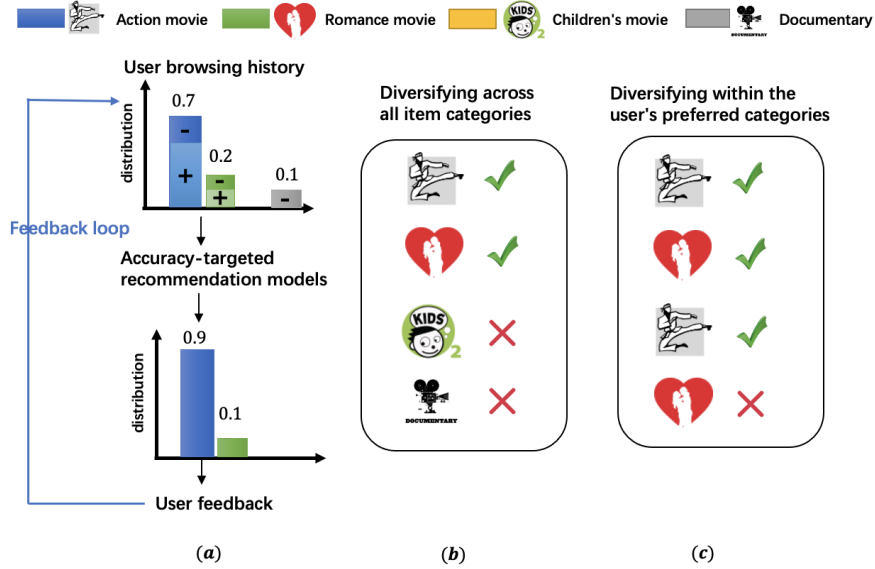 Action movie
Romance movie
KIDS
2
Children's movie
DOCUMENTARY
Documentary
User browsing history
distribution
0.7
-
+
0.2
-
+
0.1
-
Feedback loop
Accuracy-targeted
recommendation models
distribution
0.9
0.1
User feedback
(a)
Diversifying across
all item categories
KIDS
2
DOCUMENTARY
(b)
Diversifying within the
user's preferred categories
(c)